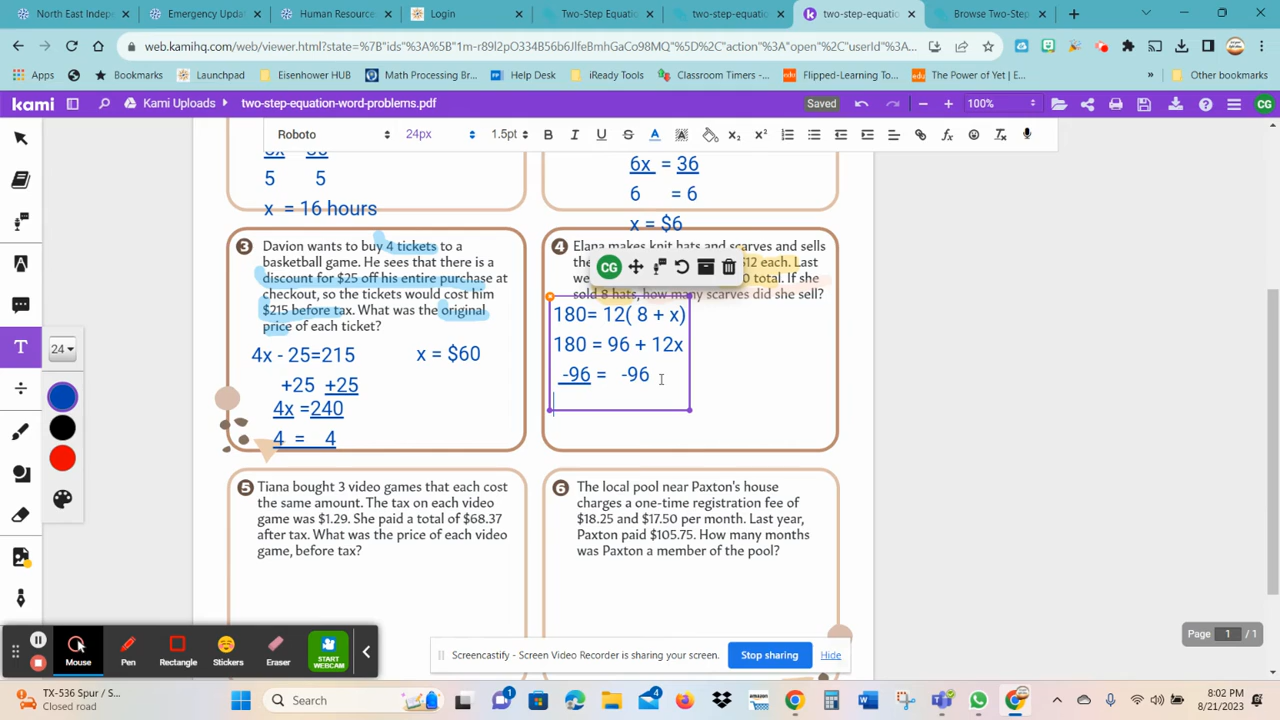 North East Indepen
Emergency Updat
Human Resource
Login
Two-Step Equatio
two-step-equation
two-step-equatio
Browse Two-Step
web.kamihq.com/web/viewer.html?state=%7B"ids"%3A%5B"1m-r89l2pO334B56b6lfeBmhGaCo98MQ"%5D%2C"action"%3A"open"%2C"userId"%3A...
Apps
Bookmarks
Launchpad
Eisenhower HUB
Math Processing Br...
Help Desk
iReady Tools
Classroom Timers -...
Flipped-Learning To...
The Power of Yet | E...
Other bookmarks
kami
Kami Uploads
two-step-equation-word-problems.pdf
Saved
100%
CG
Roboto
24px
1.5pt
5 5
x = 16 hours
6x = 36
6 = 6
x = $6
3 Davion wants to buy 4 tickets to a
basketball game. He sees that there is a
discount for $25 off his entire purchase at
checkout, so the tickets would cost him
$215 before tax. What was the original
price of each ticket?
4x - 25=215
x = $60
+25 +25
4x =240
4 = 4
4 Elana makes knit hats and scarves and sells
the $12 each. Last
we total. If she
sold 8 hats, how many scarves did she sell?
CG
180= 12( 8 + x)
180 = 96 + 12x
-96 = -96
5 Tiana bought 3 video games that each cost
the same amount. The tax on each video
game was $1.29. She paid a total of $68.37
after tax. What was the price of each video
game, before tax?
6 The local pool near Paxton's house
charges a one-time registration fee of
$18.25 and $17.50 per month. Last year,
Paxton paid $105.75. How many months
was Paxton a member of the pool?
24
Page 1 / 1
Mouse
Pen
Rectangle
Stickers
Eraser
START
WEBCAM
Screencastify - Screen Video Recorder is sharing your screen.
Stop sharing
Hide
TX-536 Spur / S...
Closed road
Search
8:02 PM
8/21/2023